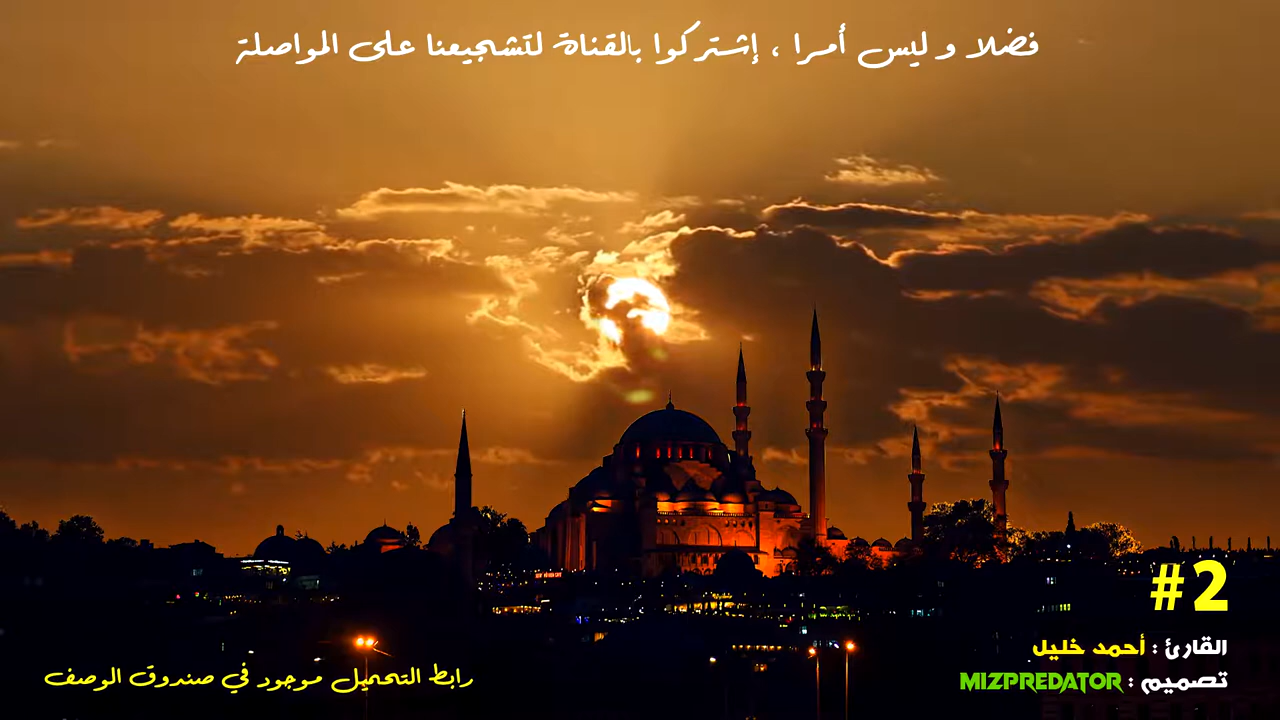 فضلا و ليس أمرا ، إشتركوا بالقناة لتشجيعنا على المواصلة
#2
القارئ : أحمد خليل
تصميم : MIZPREDATOR
رابط التحميل موجود في صندوق الوصف